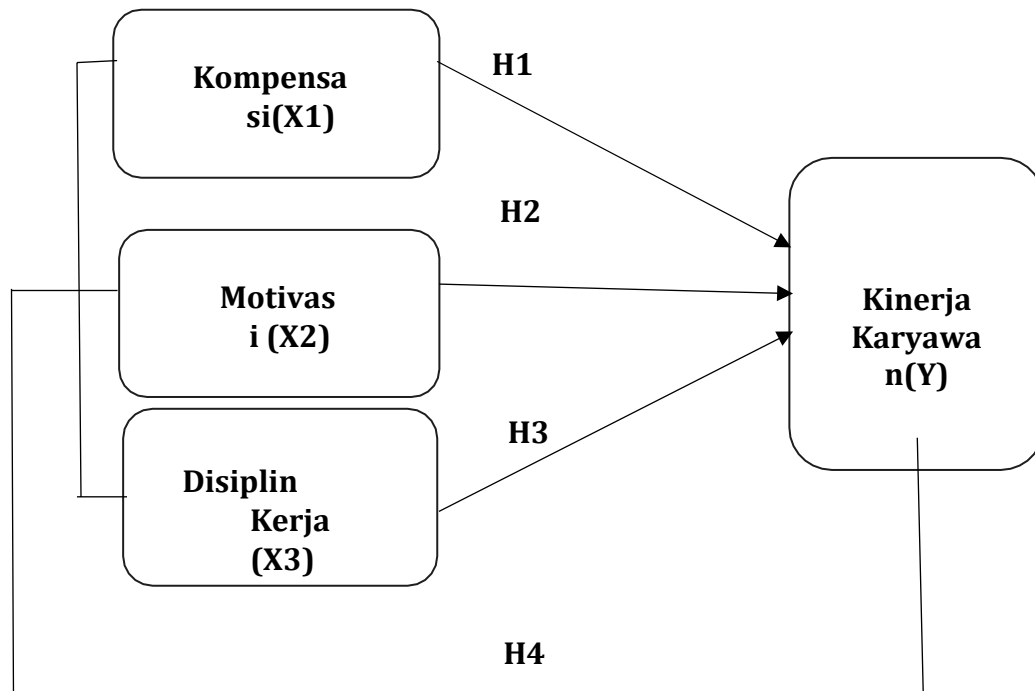 H1
Kompensa
si(X1)
H2
Motivas
i (X2)
Kinerja
Karyawa
n(Y)
H3
Disiplin
Kerja
(X3)
H4